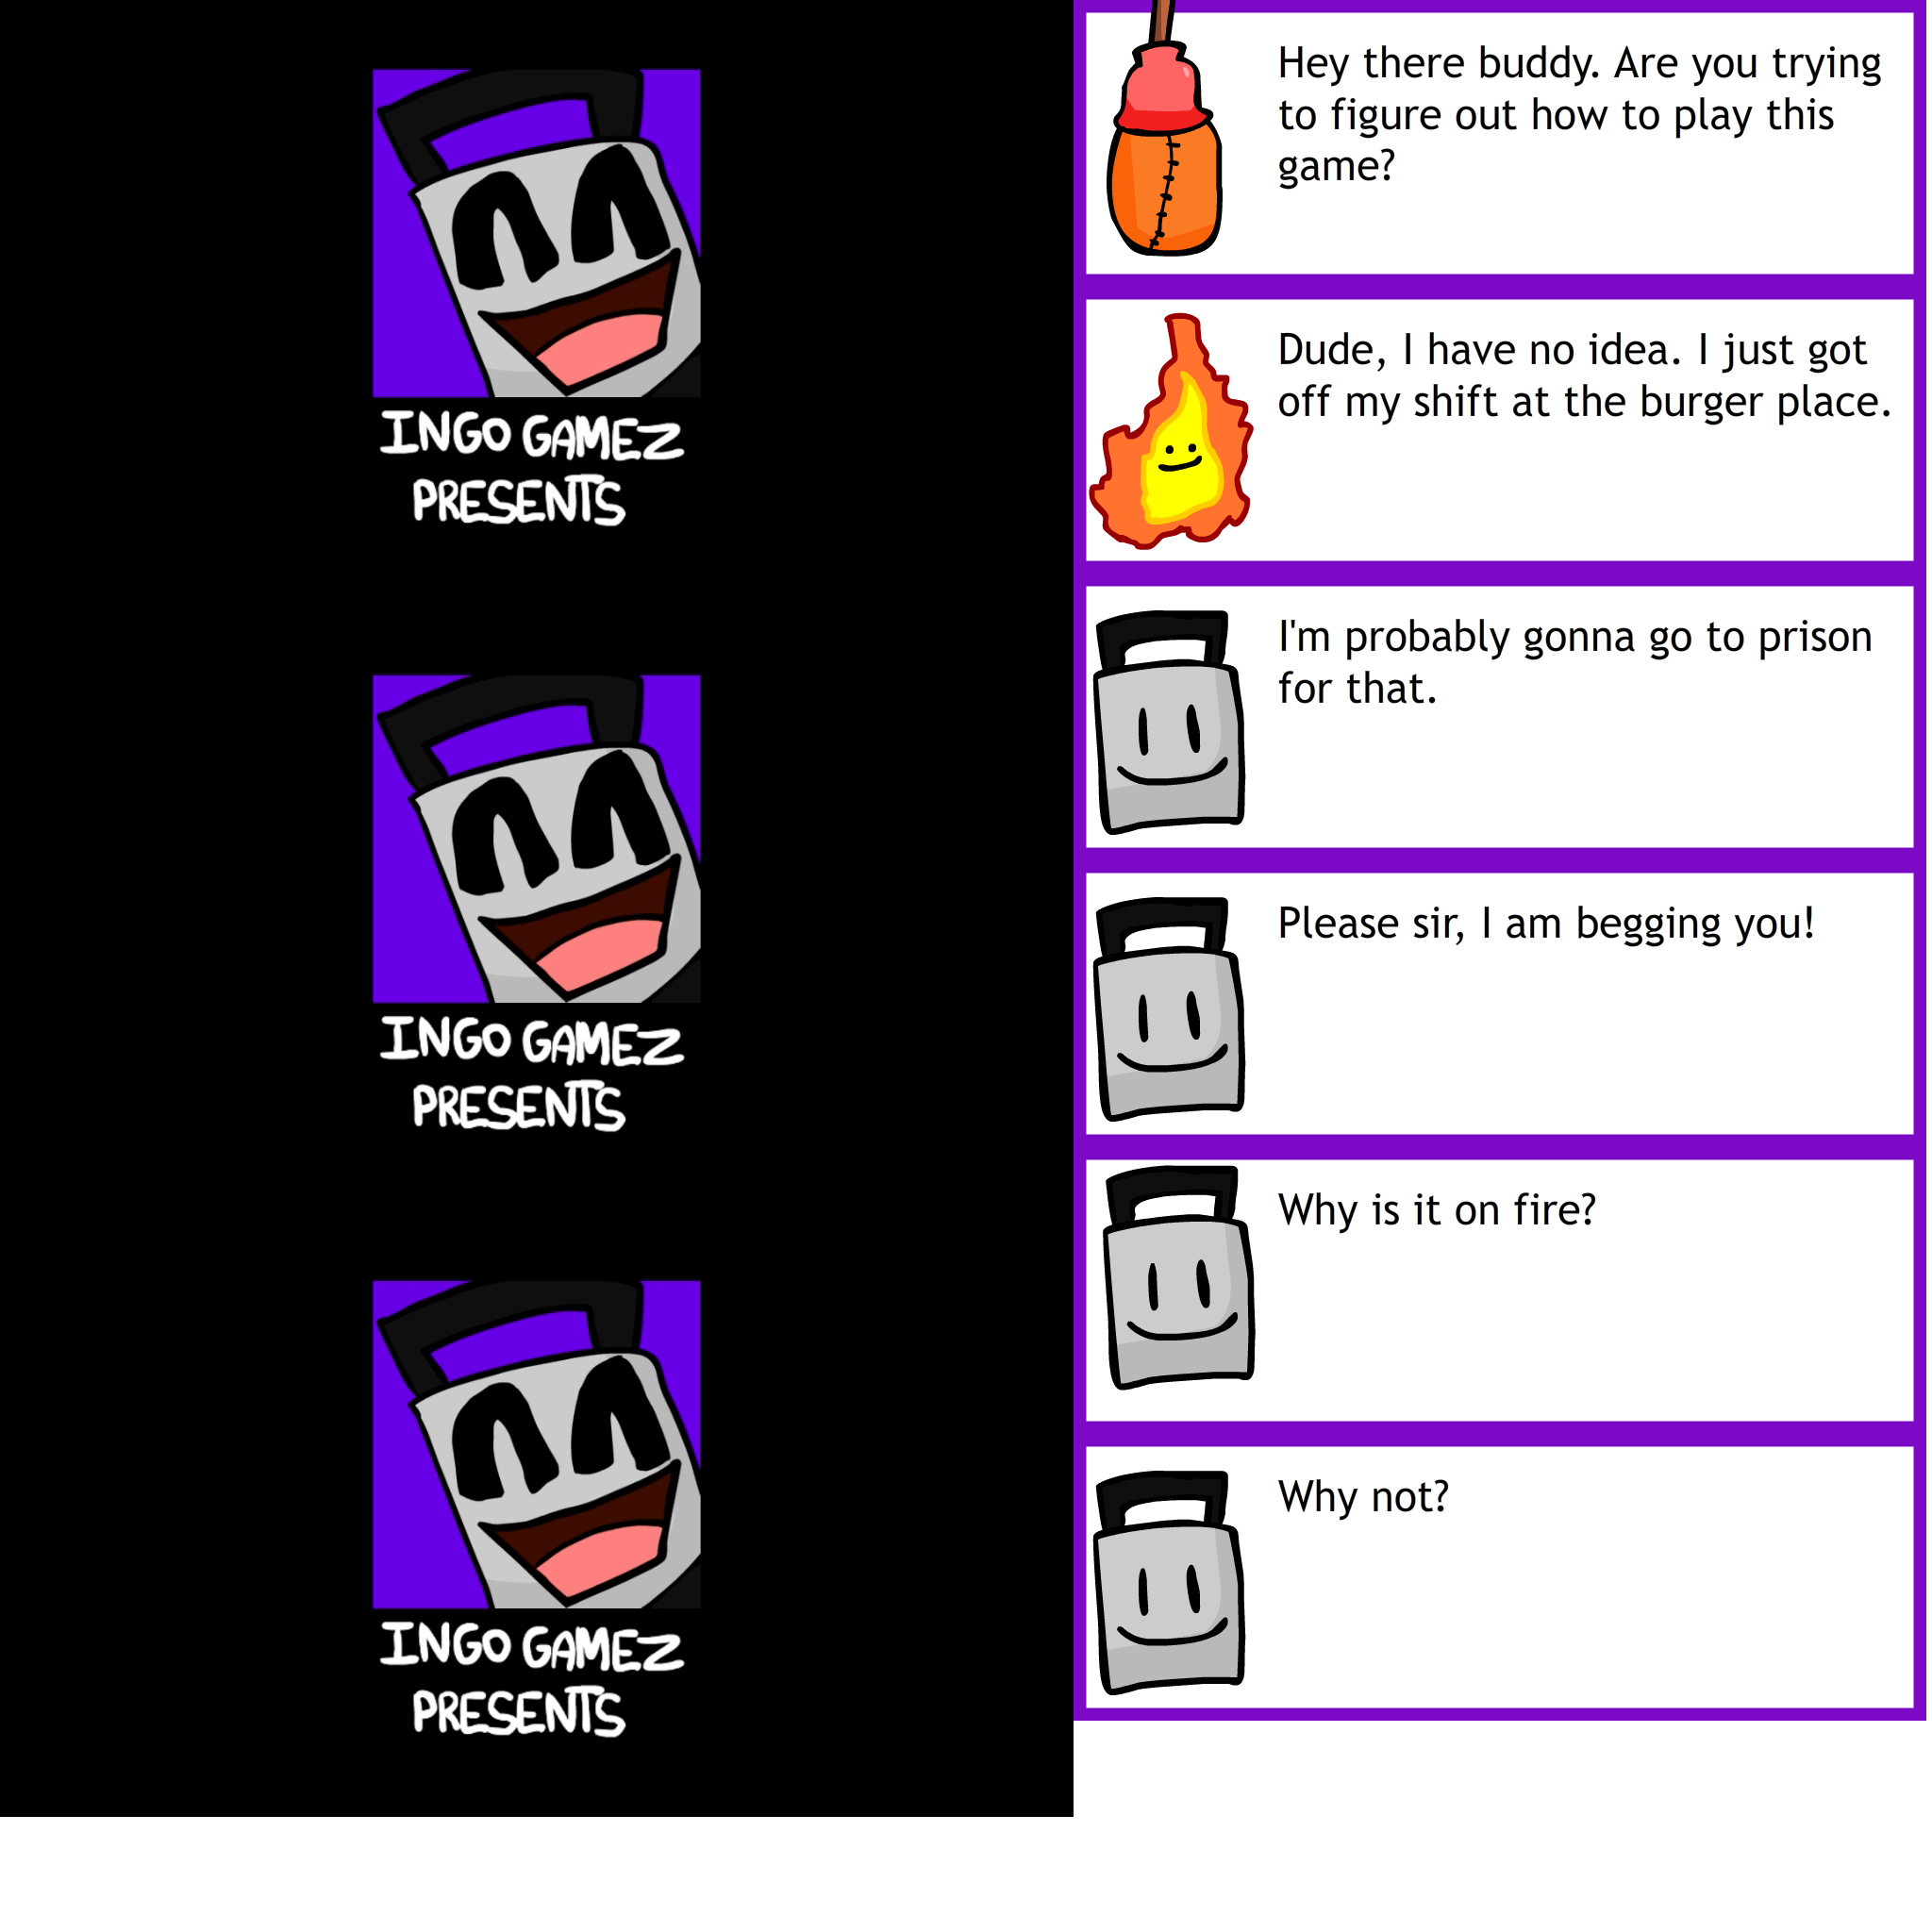 INGO GAMEZ
PRESENTS
INGO GAMEZ
PRESENTS
INGO GAMEZ
PRESENTS
Hey there buddy. Are you trying
to figure out how to play this
game?
Dude, I have no idea. I just got
off my shift at the burger place.
I'm probably gonna go to prison
for that.
Please sir, I am begging you!
Why is it on fire?
Why not?